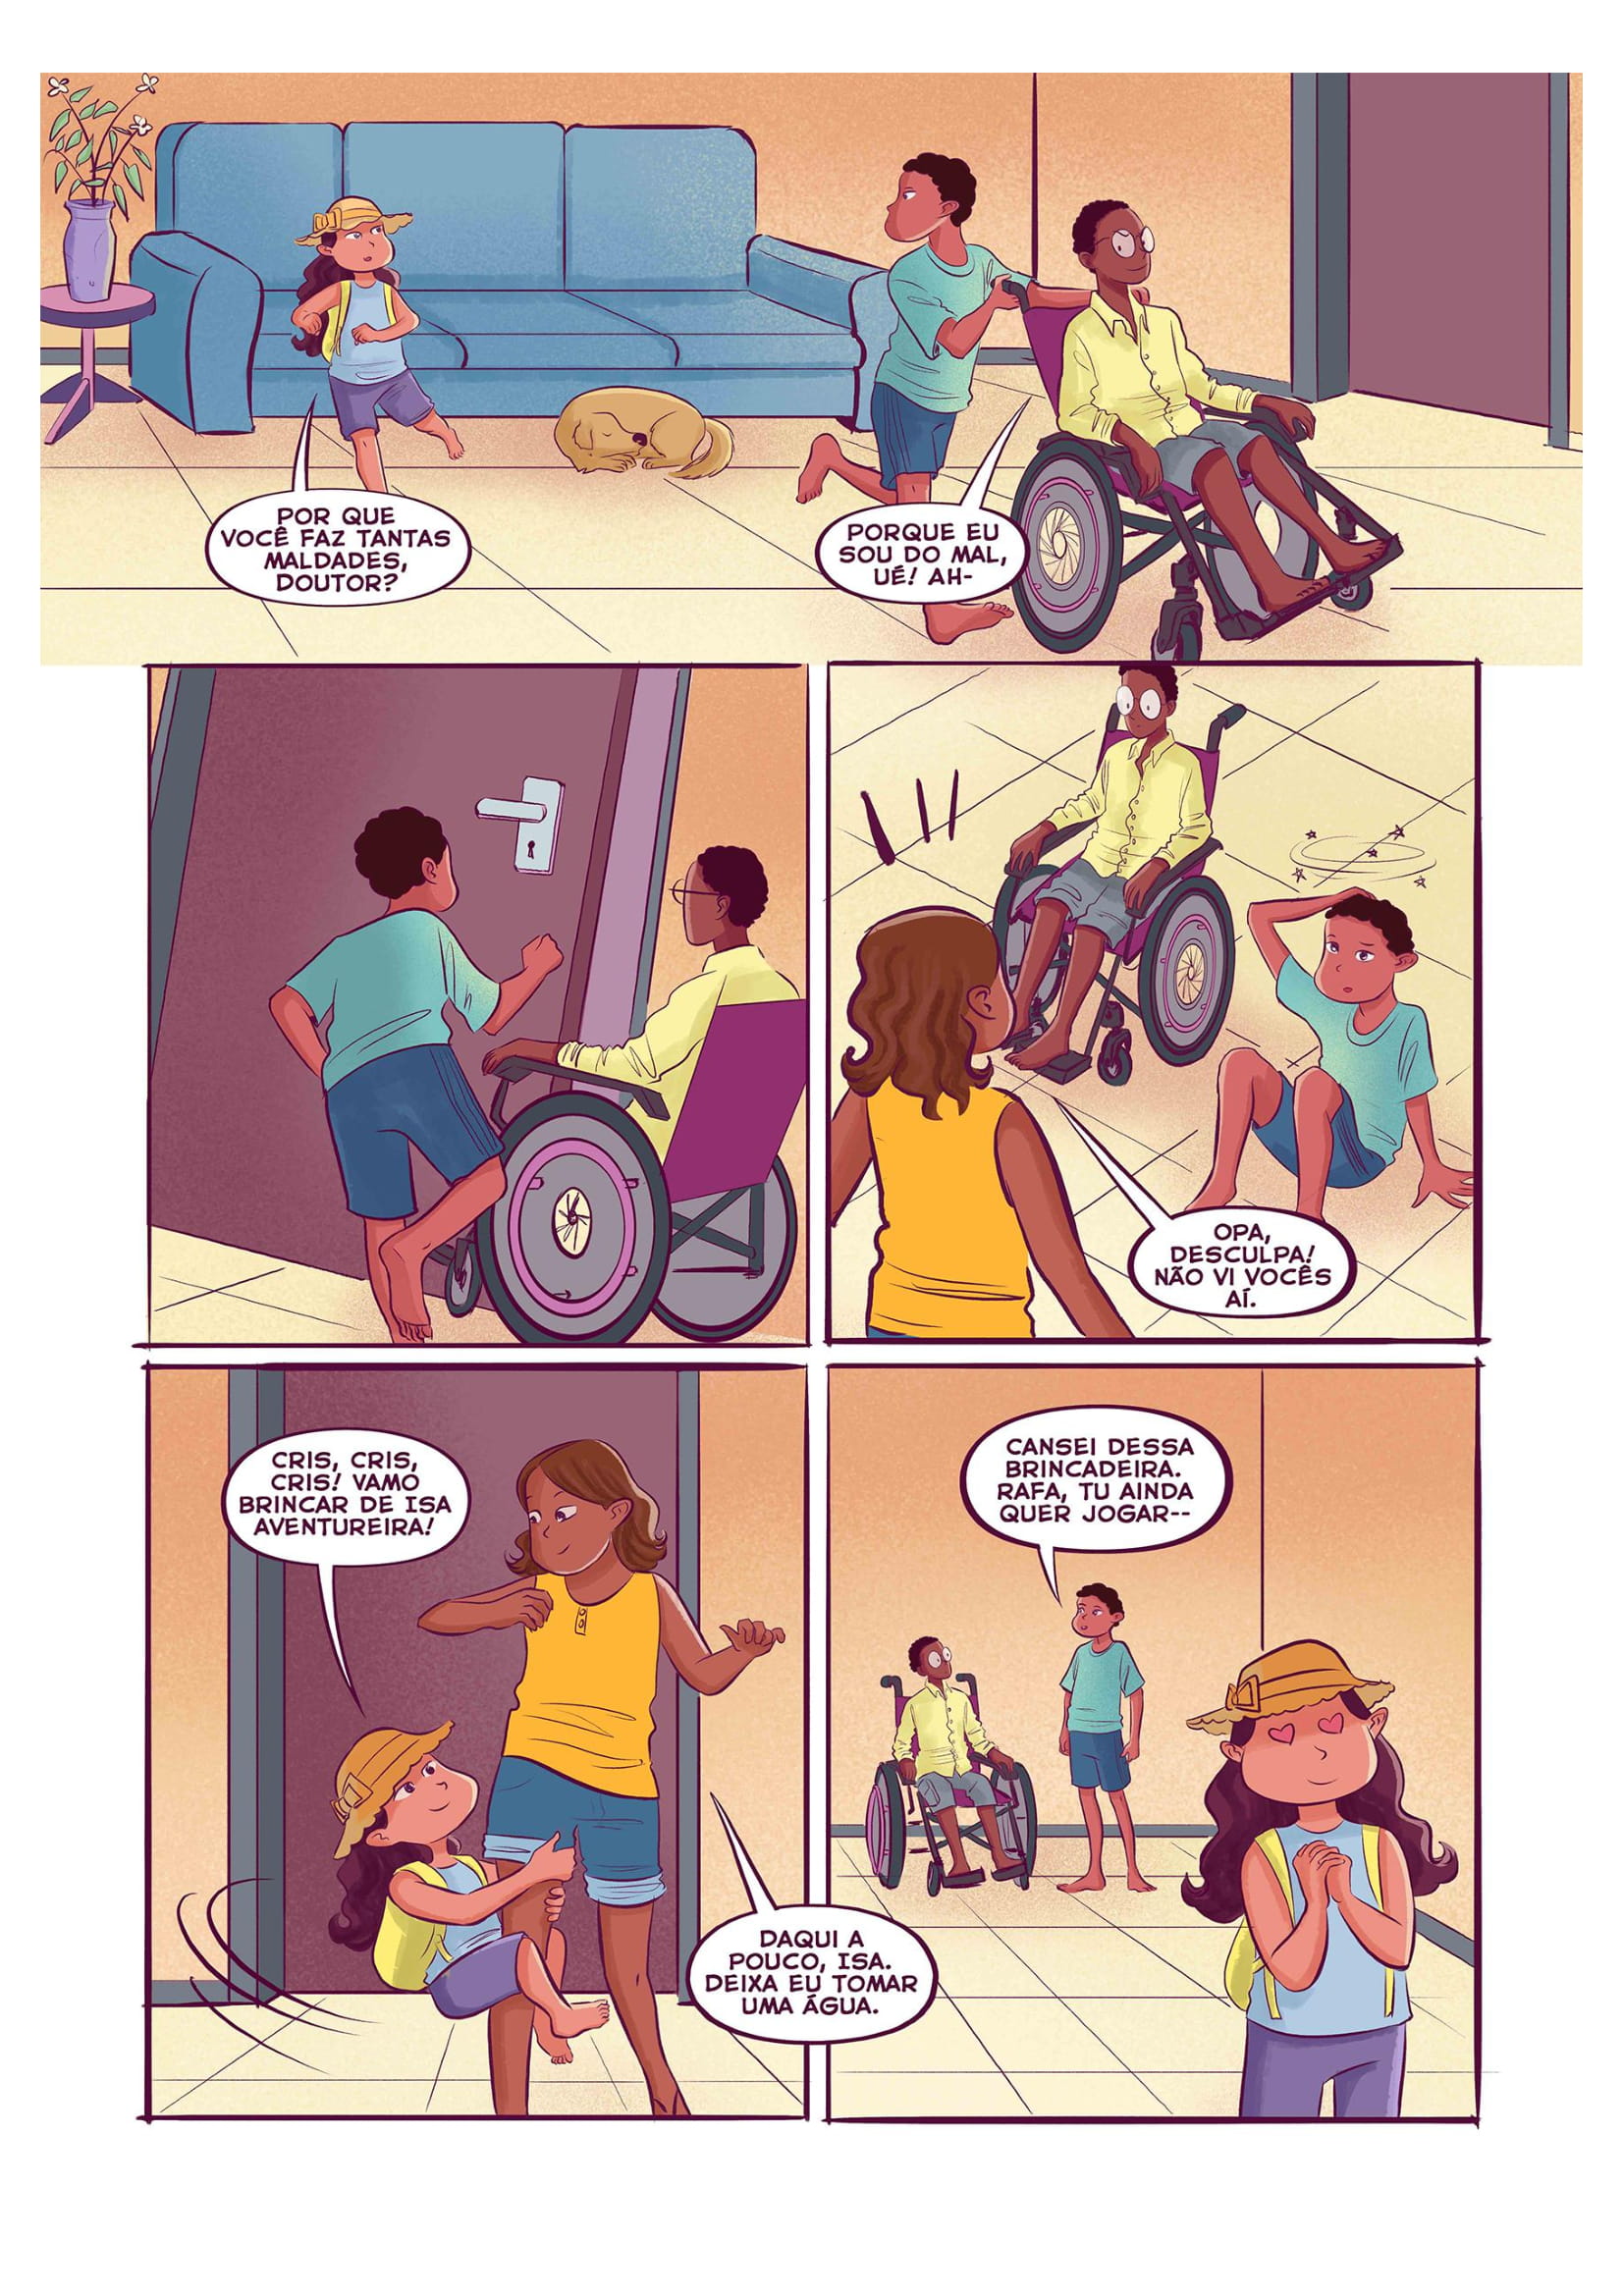 POR QUE
VOCÊ FAZ TANTAS
MALDADES,
DOUTOR?
PORQUE EU
SOU DO MAL,
UÉ! AH-
OPA,
DESCULPA!
NÃO VI VOCÊS
AÍ.
CRIS, CRIS,
CRIS! VAMO
BRINCAR DE ISA
AVENTUREIRA!
DAQUI A
POUCO, ISA.
DEIXA EU TOMAR
UMA ÁGUA.
CANSEI DESSA
BRINCADEIRA.
RAFA, TU AINDA
QUER JOGAR--